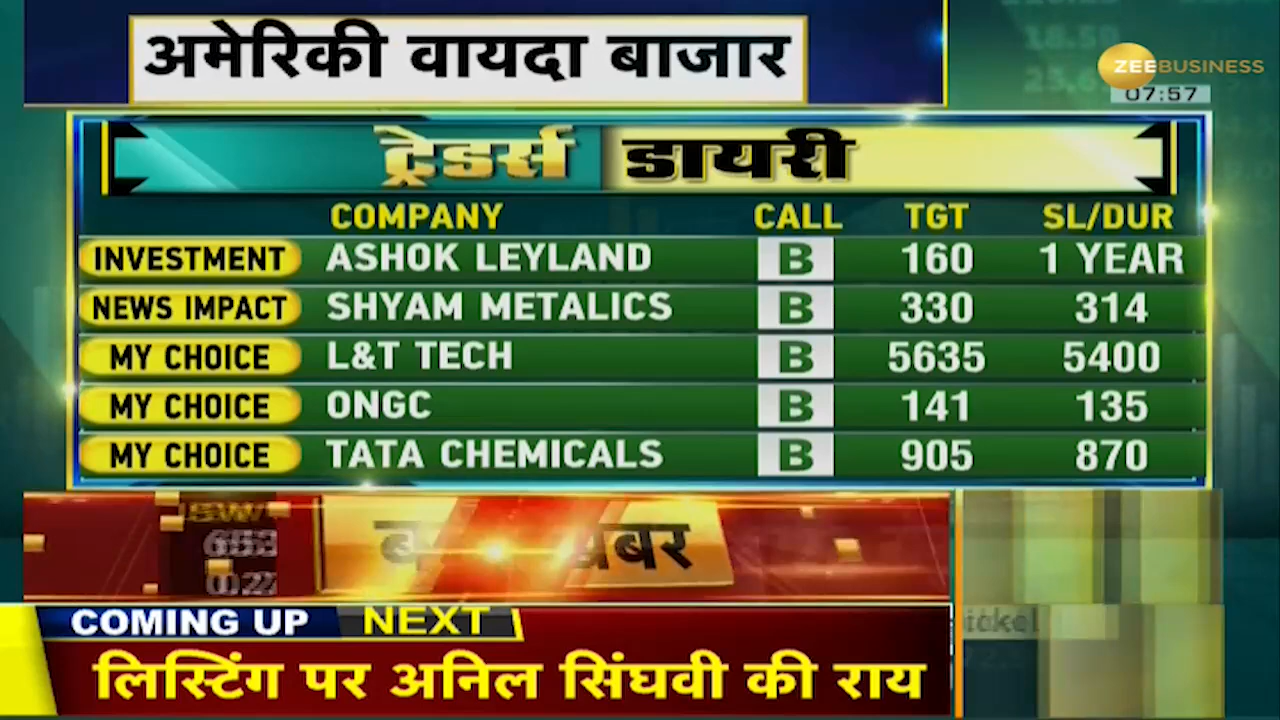 अमेरिकी वायदा बाजार
ZEEBUSINESS
07:57
ट्रेडर्स डायरी
COMPANY CALL TGT SL/DUR
INVESTMENT ASHOK LEYLAND B 160 1 YEAR
NEWS IMPACT SHYAM METALICS B 330 314
MY CHOICE L&T TECH B 5635 5400
MY CHOICE ONGC B 141 135
MY CHOICE TATA CHEMICALS B 905 870
COMING UP NEXT
लिस्टिंग पर अनिल सिंघवी की राय